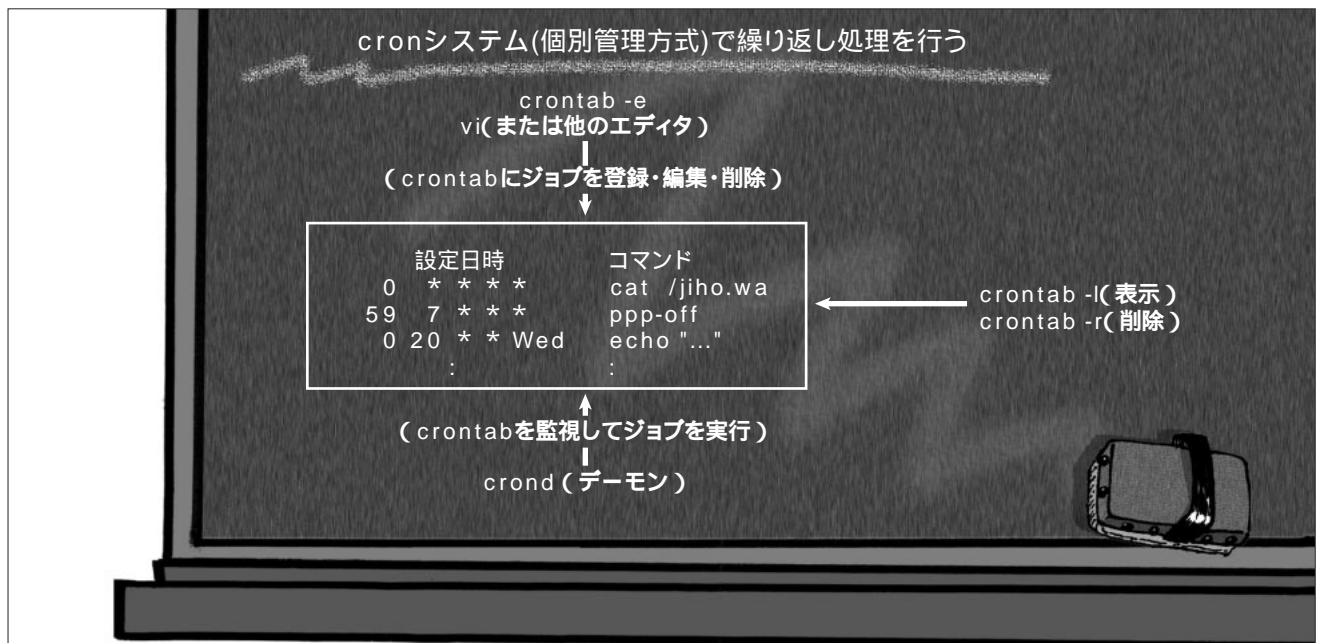 cronシステム(個別管理方式)で繰り返し処理を行う
crontab -e
vi(または他のエディタ)
(crontabにジョブを登録・編集・削除)
設定日時 コマンド
0 * * * * cat /jiho.wa
59 7 * * * ppp-off
0 20 * * Wed echo "..."
: :
crontab -l(表示)
crontab -r(削除)
(crontabを監視してジョブを実行)
crond(デーモン)